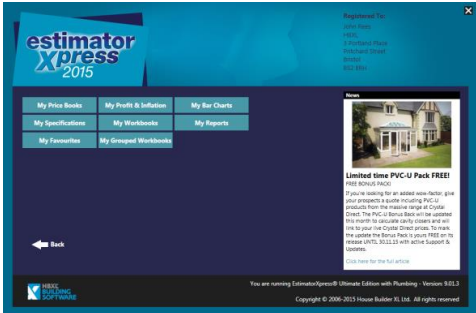 estimator
Xpress
2015
Registered To:
John Rees
HBXL
V Portland Place
Pritchard Street
Bristol
BS2 8RH
My Price Books
My Profit & Inflation
My Bar Charts
My Specifications
My Workbooks
My Reports
My Favourites
My Grouped Workbooks
News
Limited time PVC-U Pack FREE!
FREE BONUS PACK!
If you're looking for an added wow-factor, give
your prospects a quote including PVC-U
products from the massive range at Crystal
Direct. The PVC-U Bonus Back will be updated
this month to calculate cavity closers and will
link to your live Crystal Direct prices. To mark
the update the Bonus Pack is yours FREE on its
release UNTIL 30.11.15 with active Support &
Updates.
Click here for the full article
Back
HBXL
BUILDING
SOFTWARE
You are running EstimatorXpress® Ultimate Edition with Plumbing - Version: 9.01.3
Copyright © 2006-2015 House Builder XL Ltd. All rights reserved